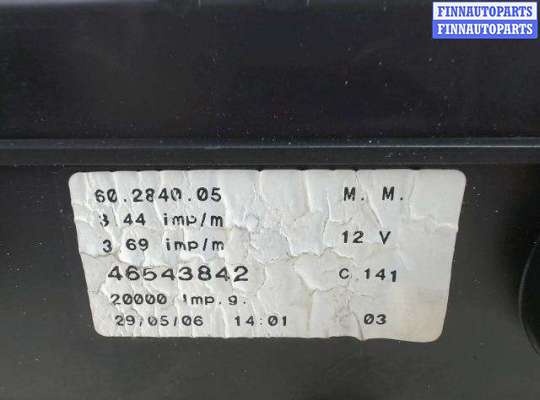 FINNAUTOPARTS
FINNAUTOPARTS
60.2840.05 M. M.
3.44 imp/m
3.69 imp/m 12 V
46543842 C.141
20000 Imp.g.
29/05/06 14:01 03